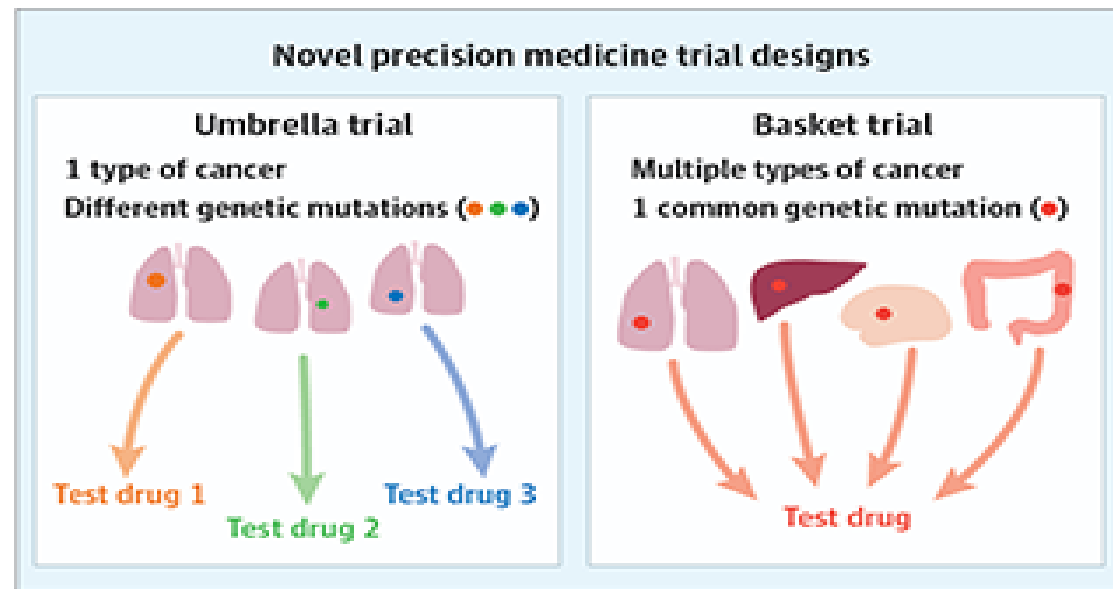 Novel precision medicine trial designs
Umbrella trial
1 type of cancer
Different genetic mutations (●●●)
Test drug 1
Test drug 2
Test drug 3
Basket trial
Multiple types of cancer
1 common genetic mutation (●)
Test drug